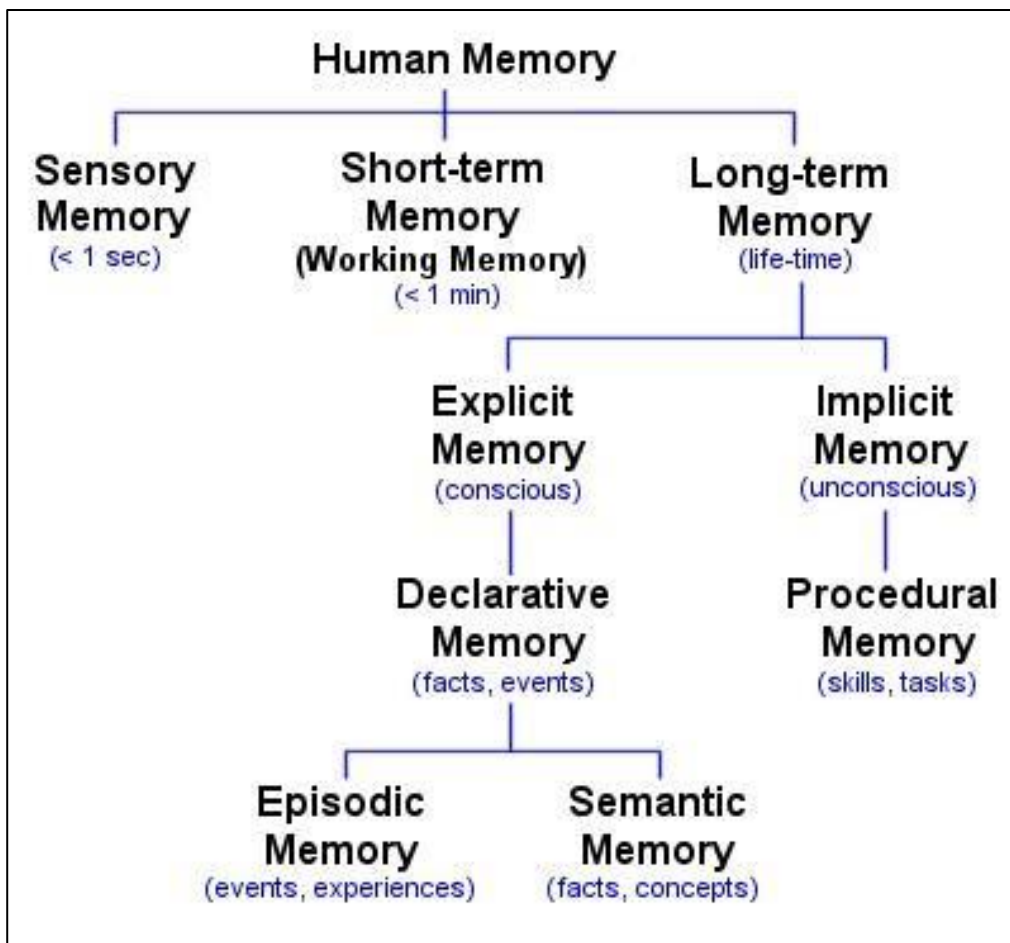 Human Memory
Sensory
Memory
(< 1 sec)
Short-term
Memory
(Working Memory)
(< 1 min)
Long-term
Memory
(life-time)
Explicit
Memory
(conscious)
Implicit
Memory
(unconscious)
Declarative
Memory
(facts, events)
Procedural
Memory
(skills, tasks)
Episodic
Memory
(events, experiences)
Semantic
Memory
(facts, concepts)